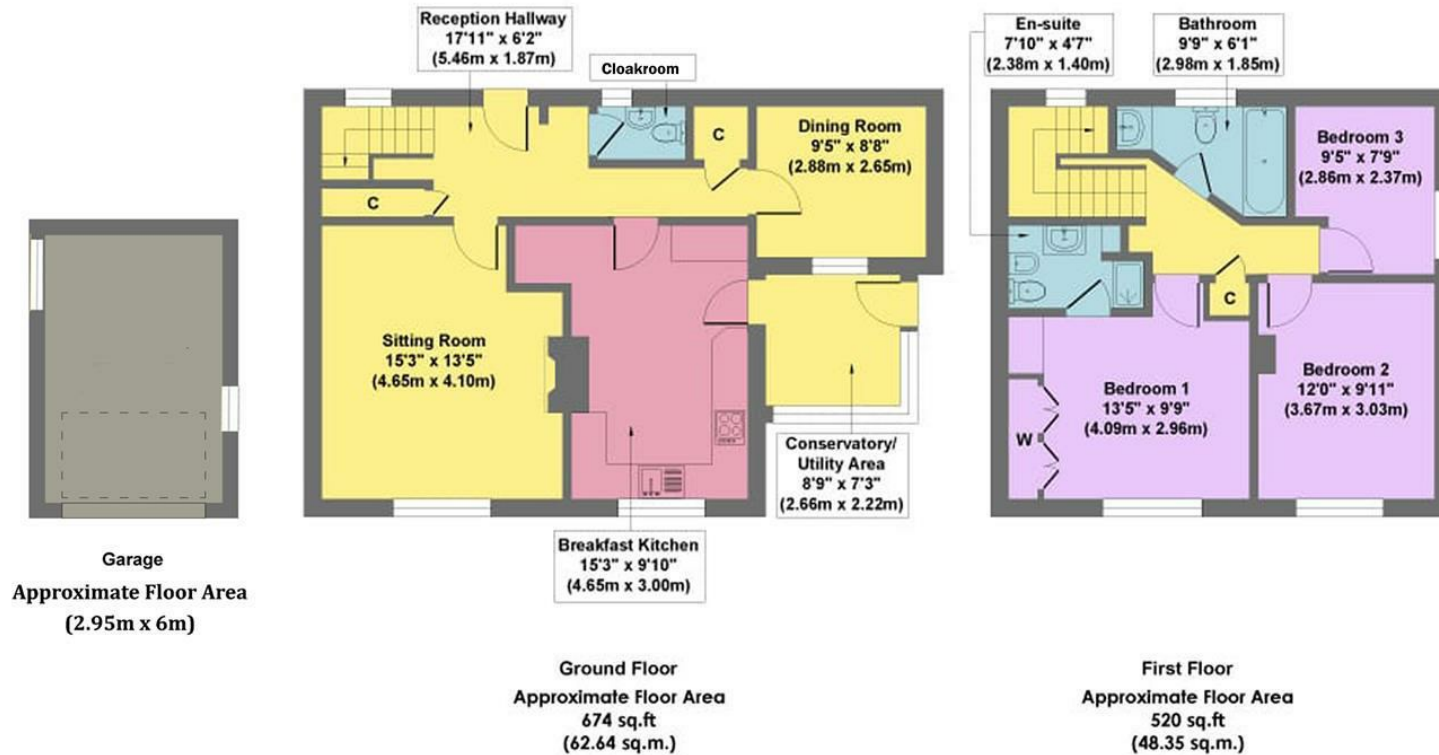 Reception Hallway
17'11" x 6'2"
(5.46m x 1.87m)
Cloakroom
C
Dining Room
9'5" x 8'8"
(2.88m x 2.65m)
C
Sitting Room
15'3" x 13'5"
(4.65m x 4.10m)
Conservatory/
Utility Area
8'9" x 7'3"
(2.66m x 2.22m)
Breakfast Kitchen
15'3" x 9'10"
(4.65m x 3.00m)
En-suite
7'10" x 4'7"
(2.38m x 1.40m)
Bathroom
9'9" x 6'1"
(2.98m x 1.85m)
Bedroom 3
9'5" x 7'9"
(2.86m x 2.37m)
C
Bedroom 1
13'5" x 9'9"
(4.09m x 2.96m)
W
Bedroom 2
12'0" x 9'11"
(3.67m x 3.03m)
Garage
Approximate Floor Area
(2.95m x 6m)
Ground Floor
Approximate Floor Area
674 sq.ft
(62.64 sq.m.)
First Floor
Approximate Floor Area
520 sq.ft
(48.35 sq.m.)